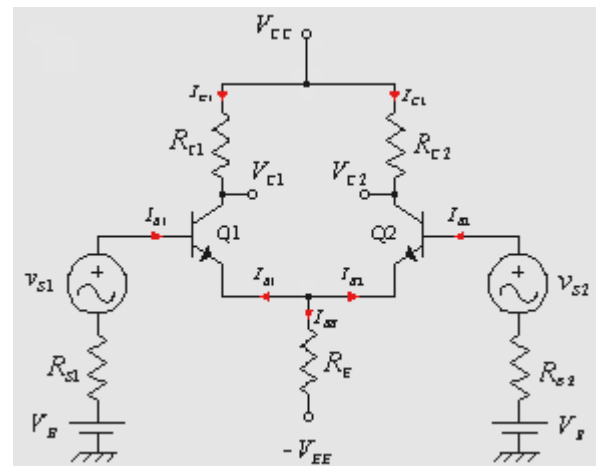 V_CC
I_C1 I_C1
R_C1 R_C2
V_C1 V_C2
I_B1 Q1 Q2 I_B2
v_S1 I_E1 I_E2 v_S2
I_EE
R_S1 R_E R_S2
V_B V_B
- V_EE